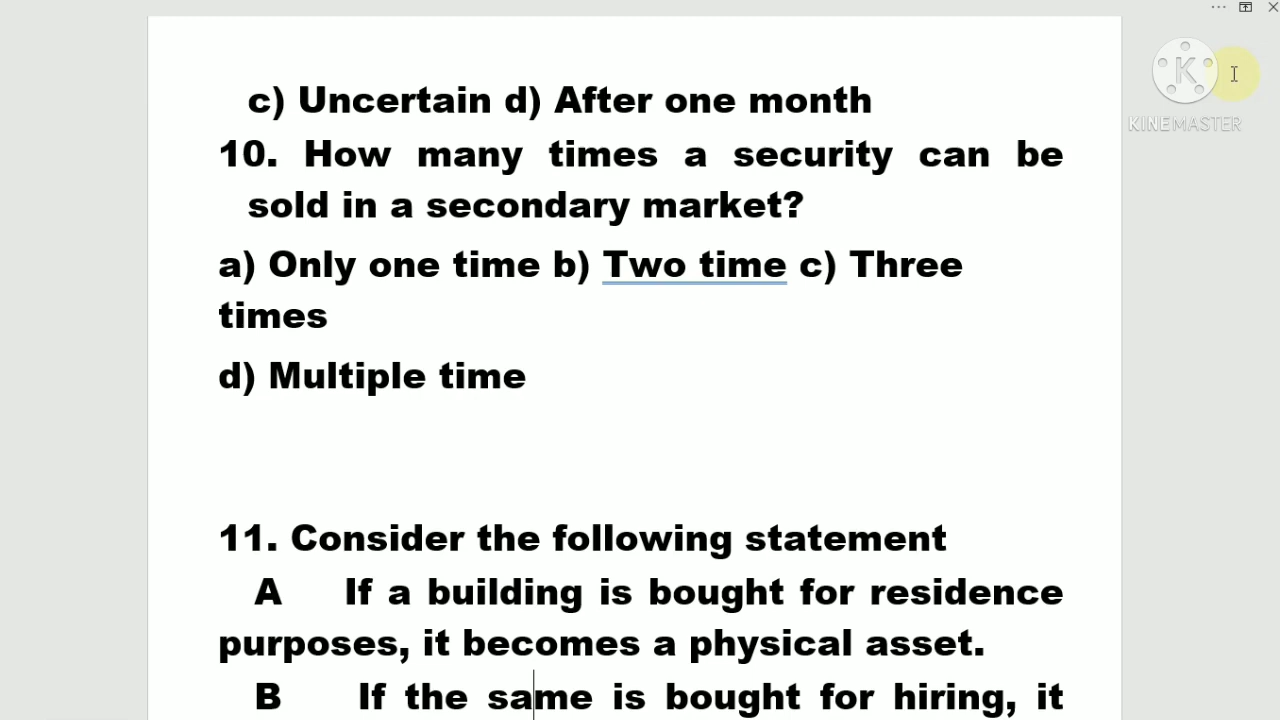 c) Uncertain d) After one month
10. How many times a security can be
sold in a secondary market?
a) Only one time b) Two time c) Three
times
d) Multiple time
11. Consider the following statement
A If a building is bought for residence
purposes, it becomes a physical asset.
B If the same is bought for hiring, it
K
KINEMASTER